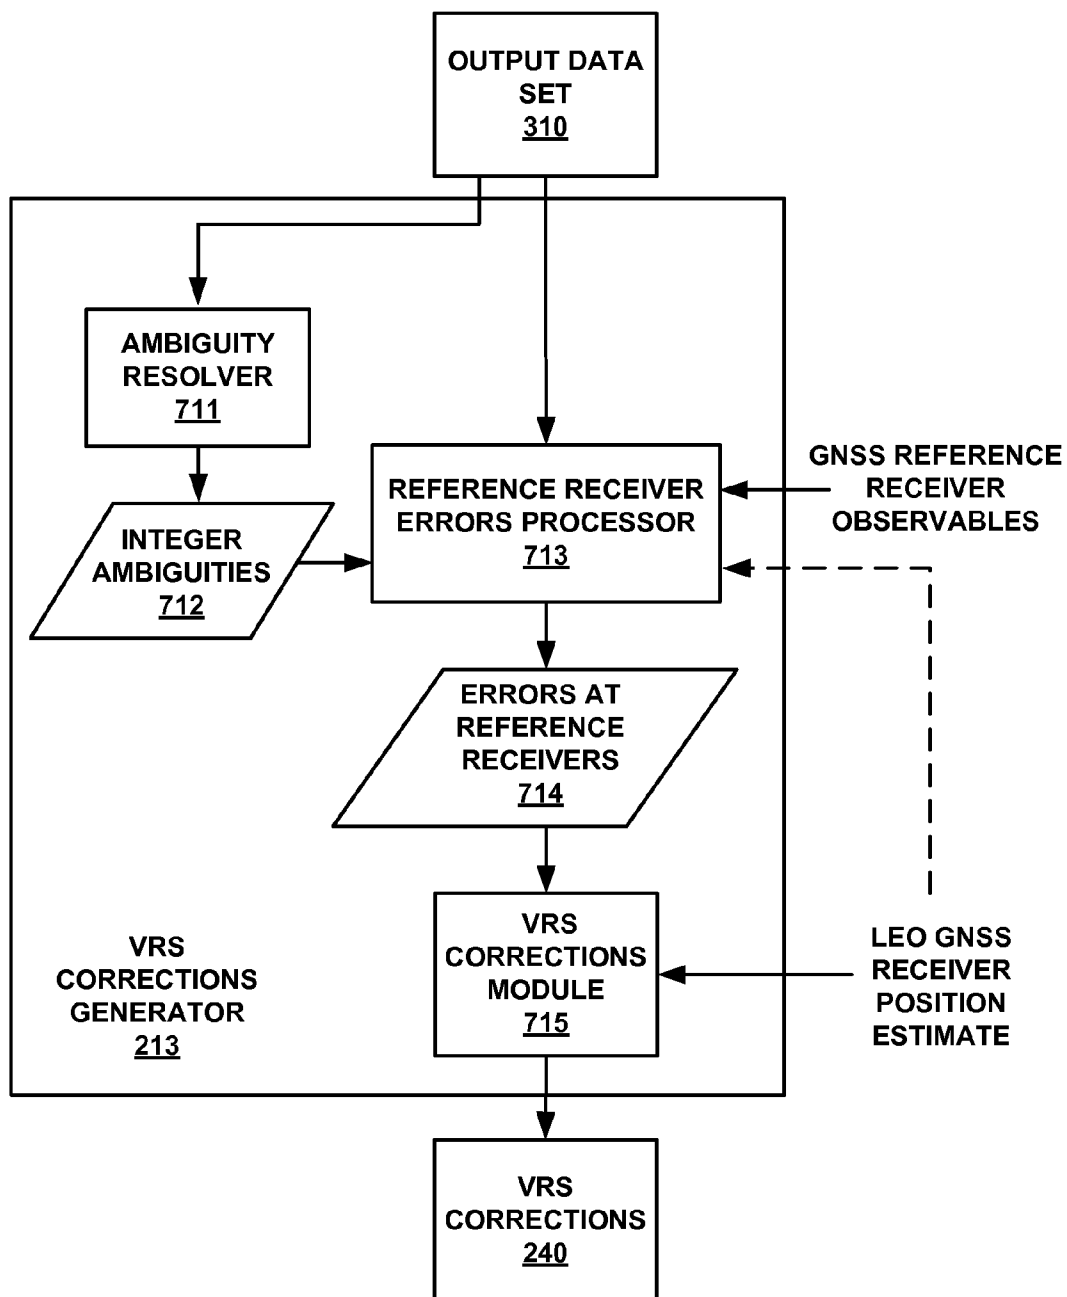 OUTPUT DATA
SET
310
AMBIGUITY
RESOLVER
711
INTEGER
AMBIGUITIES
712
REFERENCE RECEIVER
ERRORS PROCESSOR
713
GNSS REFERENCE
RECEIVER
OBSERVABLES
ERRORS AT
REFERENCE
RECEIVERS
714
VRS
CORRECTIONS
GENERATOR
213
VRS
CORRECTIONS
MODULE
715
LEO GNSS
RECEIVER
POSITION
ESTIMATE
VRS
CORRECTIONS
240